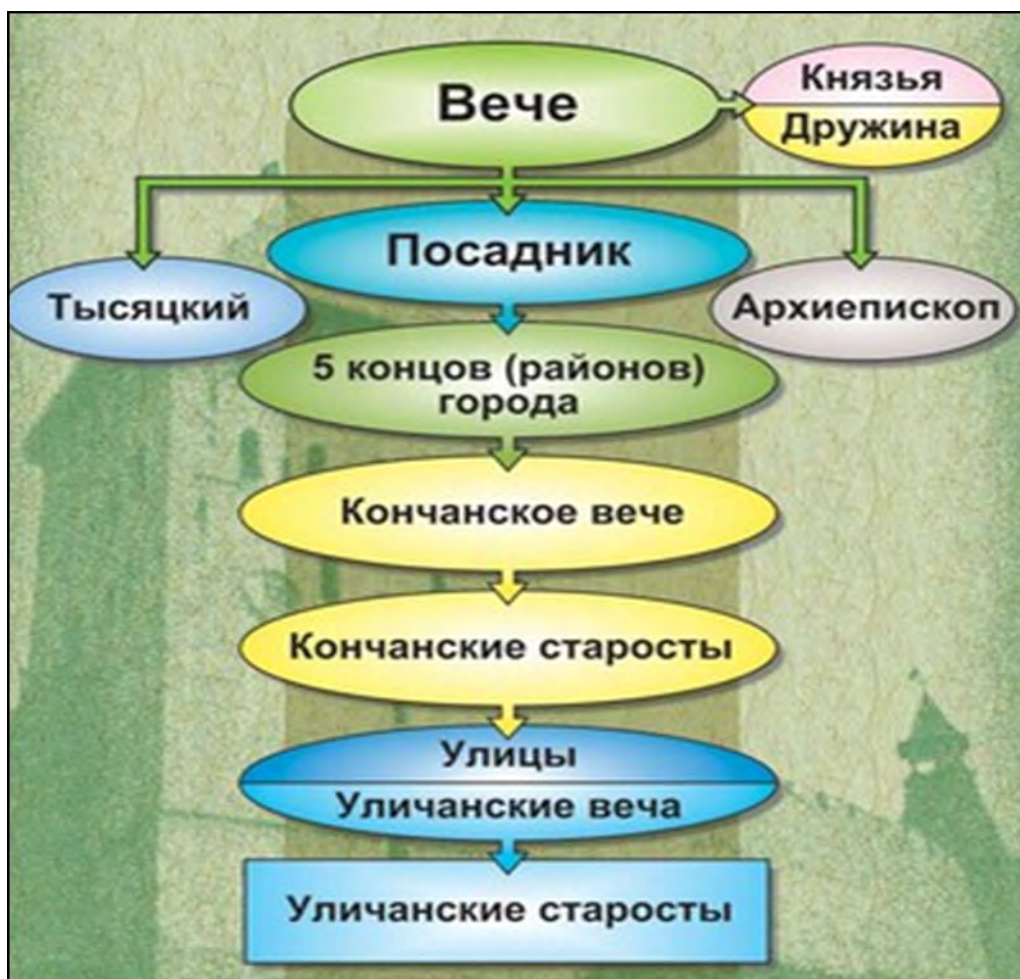 Вече
Князья
Дружина
Посадник
Тысяцкий
Архиепископ
5 концов (районов)
города
Кончанское вече
Кончанские старосты
Улицы
Уличанские веча
Уличанские старосты